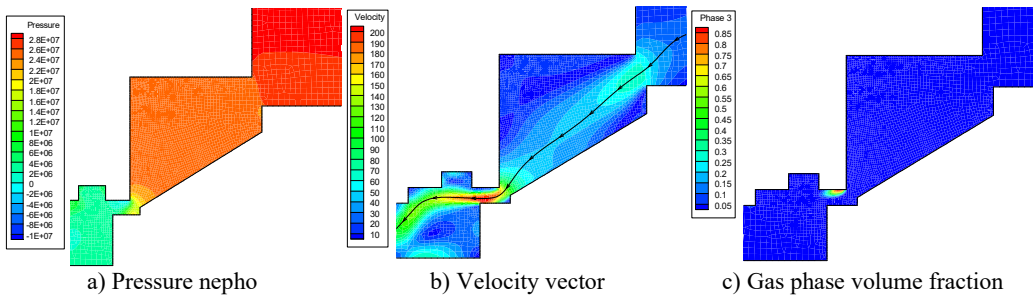 Pressure
2.8E+07
2.6E+07
2.4E+07
2.2E+07
2E+07
1.8E+07
1.6E+07
1.4E+07
1.2E+07
1E+07
8E+06
6E+06
4E+06
2E+06
0
-2E+06
-4E+06
-6E+06
-8E+06
-1E+07
a) Pressure nepho
Velocity
200
190
180
170
160
150
140
130
120
110
100
90
80
70
60
50
40
30
20
10
b) Velocity vector
Phase 3
0.85
0.8
0.75
0.7
0.65
0.6
0.55
0.5
0.45
0.4
0.35
0.3
0.25
0.2
0.15
0.1
0.05
c) Gas phase volume fraction